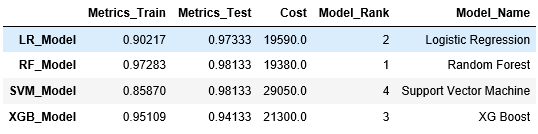 Metrics_Train Metrics_Test Cost Model_Rank Model_Name
LR_Model 0.90217 0.97333 19590.0 2 Logistic Regression
RF_Model 0.97283 0.98133 19380.0 1 Random Forest
SVM_Model 0.85870 0.98133 29050.0 4 Support Vector Machine
XGB_Model 0.95109 0.94133 21300.0 3 XG Boost